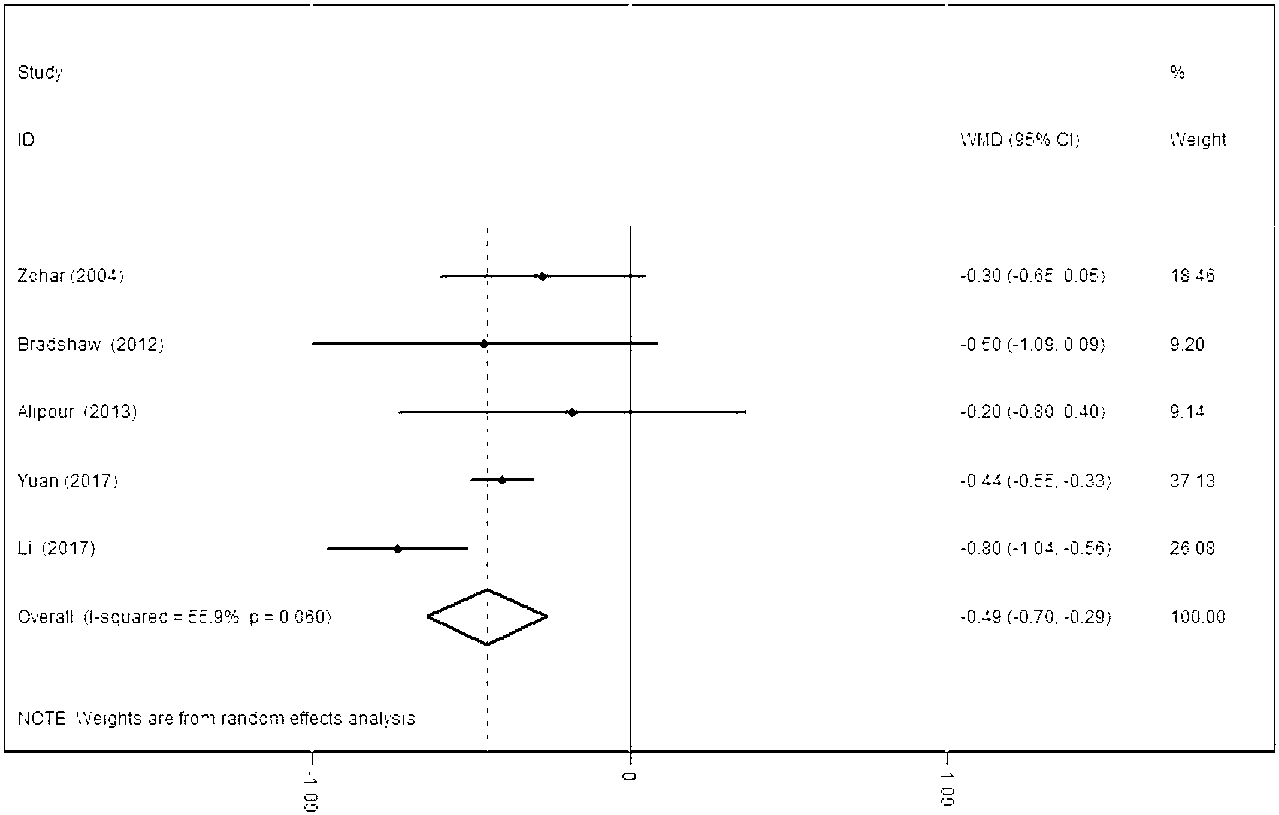 Study %
ID WMD (95% CI) Weight
Zohar (2004) -0.30 (-0.65, 0.05) 18.46
Bradshaw (2012) -0.50 (-1.09, 0.09) 9.20
Alipour (2013) -0.20 (-0.80, 0.40) 9.14
Yuan (2017) -0.44 (-0.55, -0.33) 37.13
Li (2017) -0.80 (-1.04, -0.56) 26.08
Overall (I-squared = 55.9%, p = 0.060) -0.49 (-0.70, -0.29) 100.00
NOTE: Weights are from random effects analysis
0